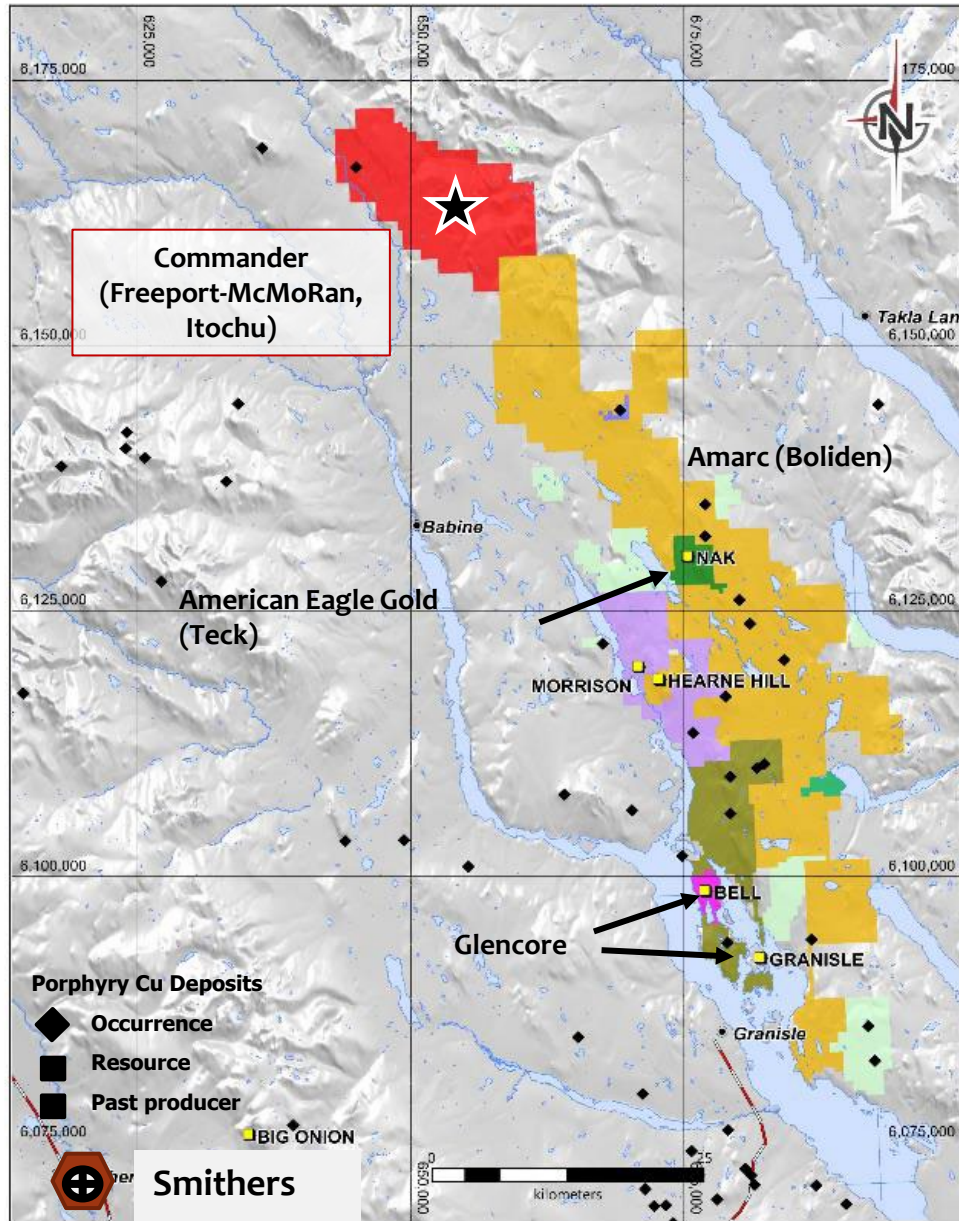 625,000
650,000
675,000
6,175,000
175,000
N
Commander
(Freeport-McMoRan,
Itochu)
Takla Lan
6,150,000
6,150,000
Amarc (Boliden)
Babine
NAK
American Eagle Gold
(Teck)
6,125,000
6,125,000
MORRISON
HEARNE HILL
6,100,000
6,100,000
BELL
Glencore
GRANISLE
Porphyry Cu Deposits
Occurrence
Granisle
Resource
Past producer
6,075,000
6,075,000
BIG ONION
Smithers
0
25
kilometers
650,000